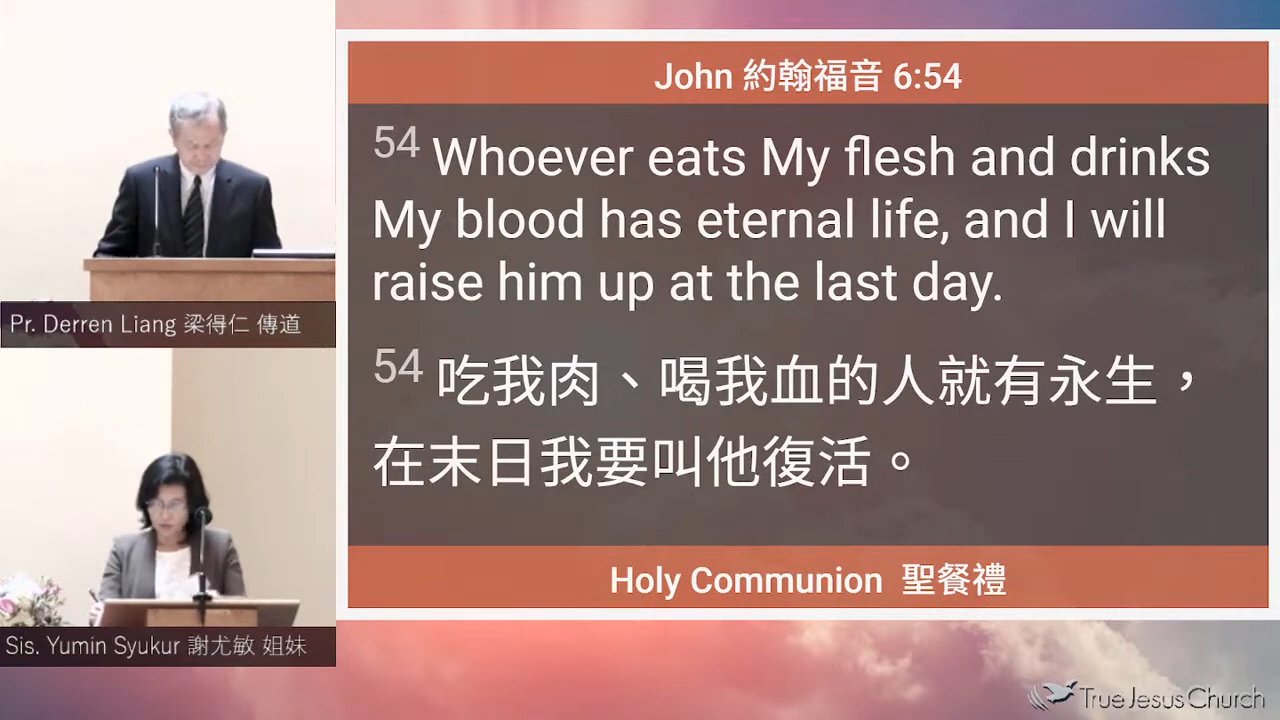 John 約翰福音 6:54
54 Whoever eats My flesh and drinks
My blood has eternal life, and I will
raise him up at the last day.
54 吃我肉、喝我血的人就有永生，
在末日我要叫他復活。
Holy Communion 聖餐禮
Pr. Derren Liang 梁得仁 傳道
Sis. Yumin Syukur 謝尤敏 姐妹
True Jesus Church